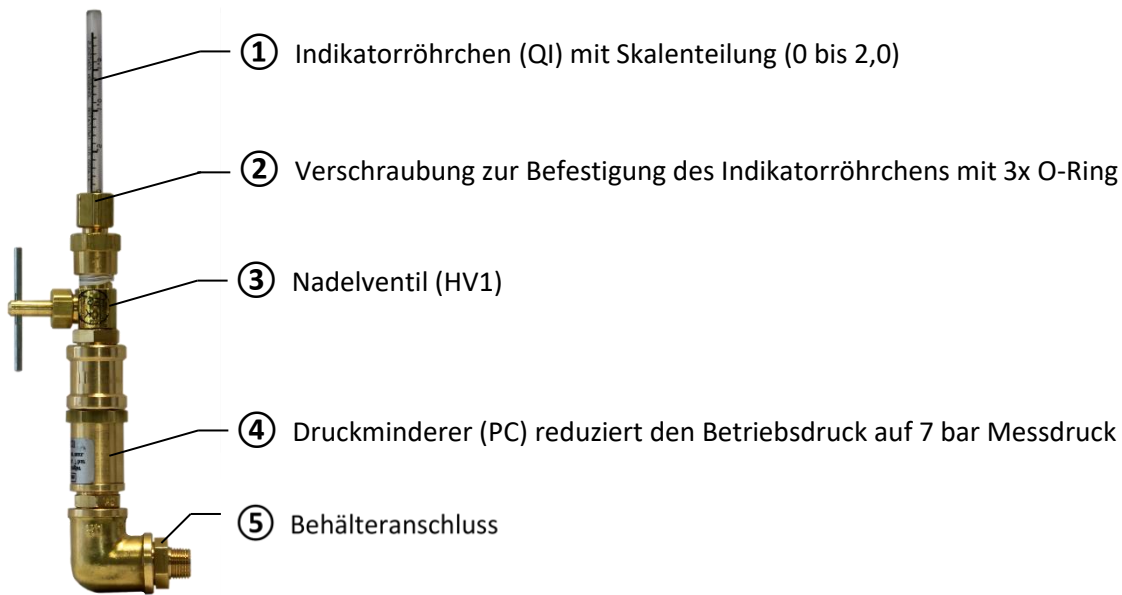 ① Indikatorröhrchen (QI) mit Skalenteilung (0 bis 2,0)
② Verschraubung zur Befestigung des Indikatorröhrchens mit 3x O-Ring
③ Nadelventil (HV1)
④ Druckminderer (PC) reduziert den Betriebsdruck auf 7 bar Messdruck
⑤ Behälteranschluss